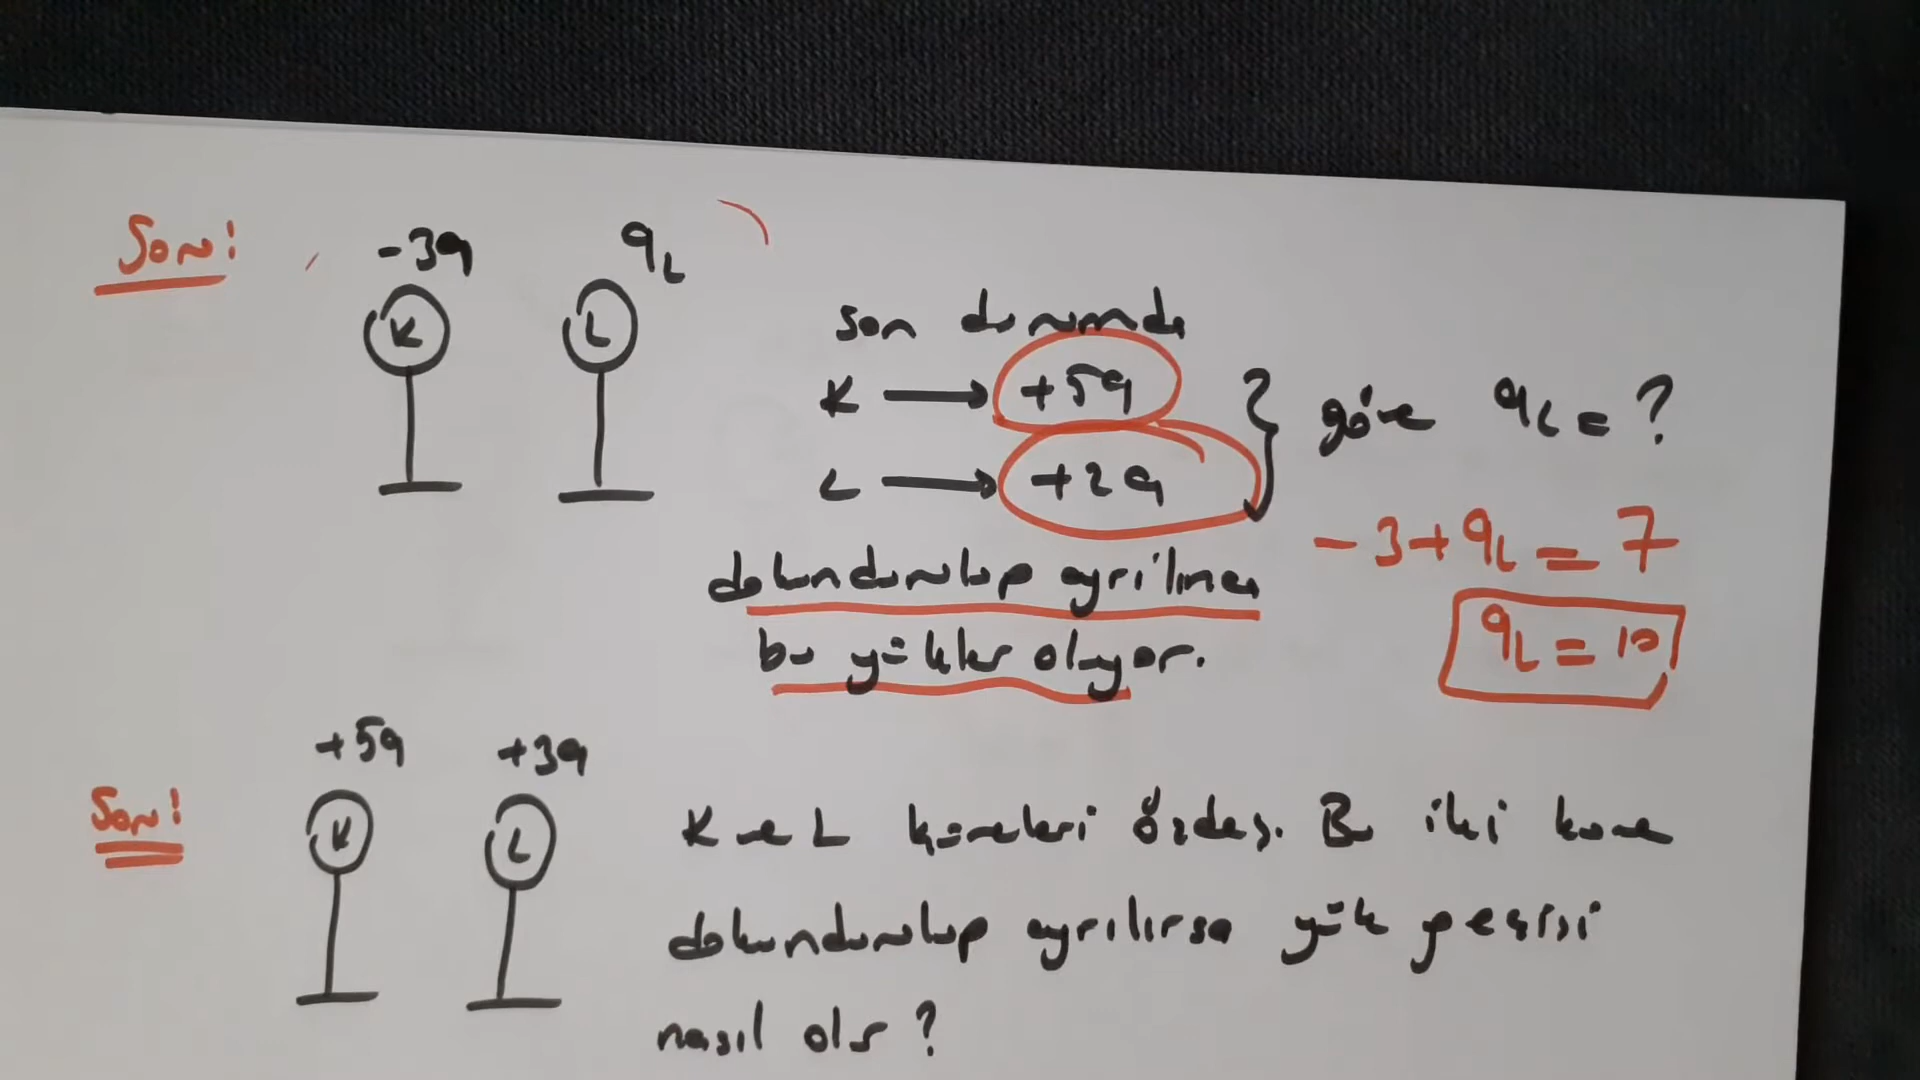 Soru:
-3q
qL
K
L
son durumda
K → +5q
L → +2q
göre qL = ?
-3+qL = 7
qL = 10
dokundurulup ayrılınca
bu yükler oluyor.
Soru:
+5q
+3q
K
L
K ve L küreleri özdeş. Bu iki küre
dokundurulup ayrılırsa yük geçişi
nasıl olur?